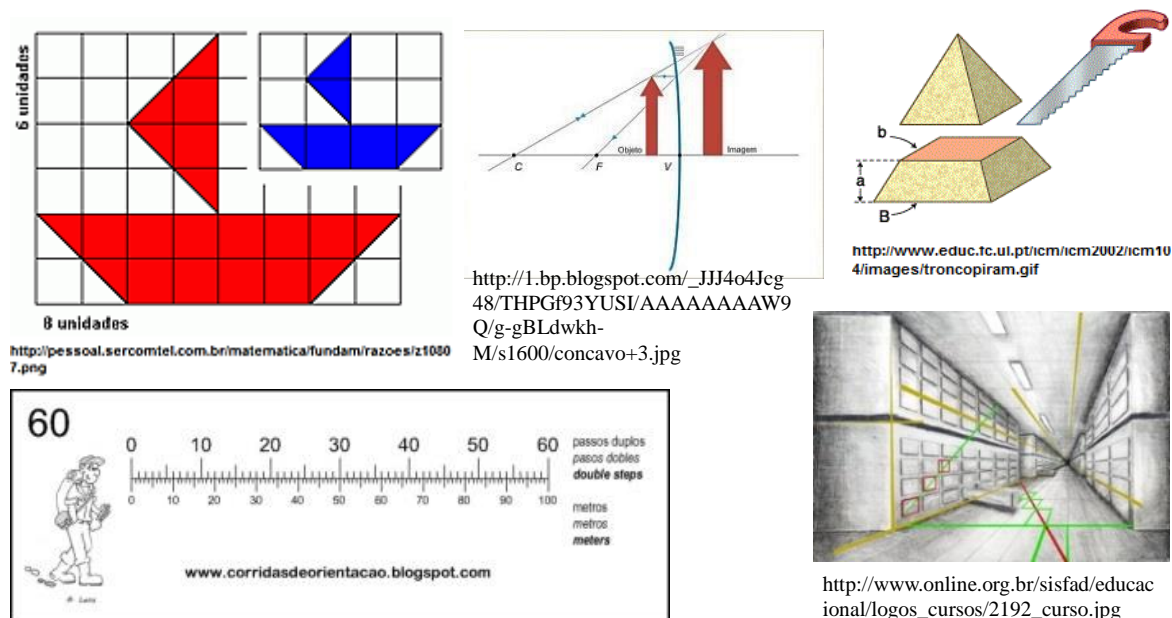 6 unidades
8 unidades
http://pessoal.sercomtel.com.br/matematica/fundam/razoes/z1080
7.png
Objeto
Imagem
C
F
V
http://1.bp.blogspot.com/_JJJ4o4Jcg
48/THPGf93YUSI/AAAAAAAAW9
Q/g-gBLdwkh-
M/s1600/concavo+3.jpg
b
a
B
http://www.educ.fc.ul.pt/icm/icm2002/icm10
4/images/troncopiram.gif
60
0 10 20 30 40 50 60 passos duplos
pasos dobles
double steps
0 10 20 30 40 50 60 70 80 90 100
metros
metros
meters
www.corridasdeorientacao.blogspot.com
http://www.online.org.br/sisfad/educac
ional/logos_cursos/2192_curso.jpg